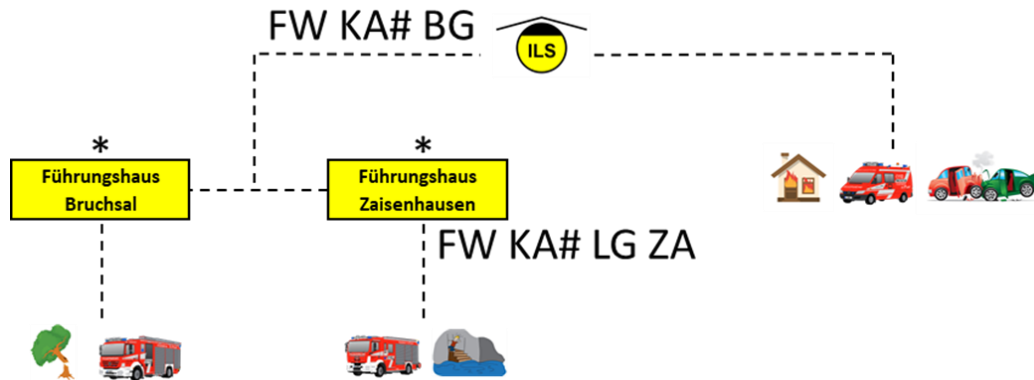 FW KA# BG
ILS
*
*
Führungshaus
Bruchsal
Führungshaus
Zaisenhausen
FW KA# LG ZA